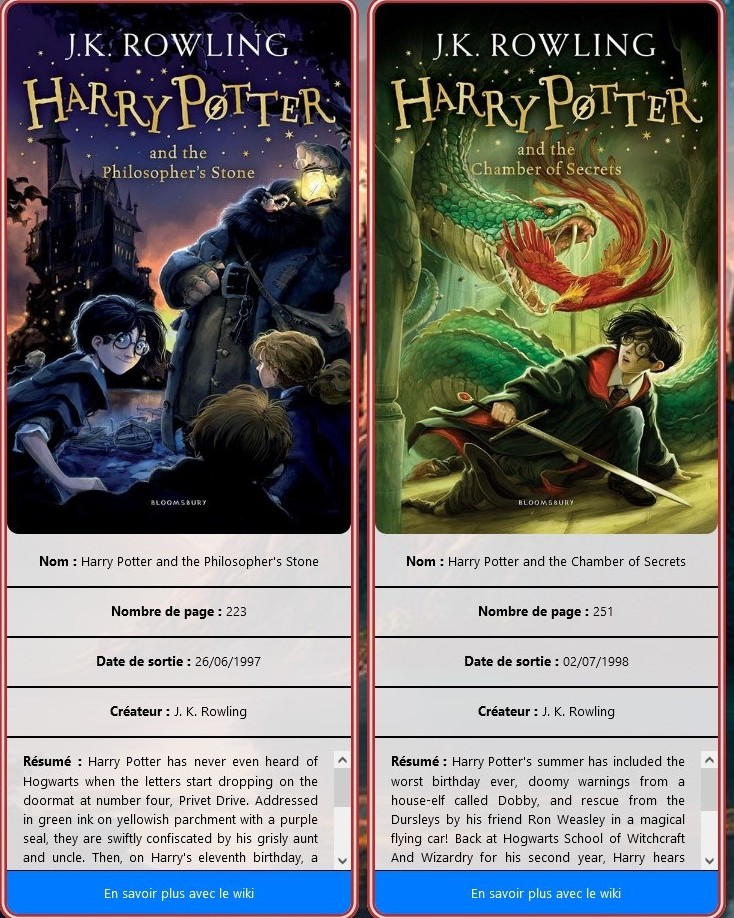 J.K. ROWLING
HARRY POTTER
and the
Philosopher's Stone
BLOOMSBURY
Nom : Harry Potter and the Philosopher's Stone
Nombre de page : 223
Date de sortie : 26/06/1997
Créateur : J. K. Rowling
Résumé : Harry Potter has never even heard of
Hogwarts when the letters start dropping on the
doormat at number four, Privet Drive. Addressed
in green ink on yellowish parchment with a purple
seal, they are swiftly confiscated by his grisly aunt
and uncle. Then, on Harry's eleventh birthday, a
En savoir plus avec le wiki
J.K. ROWLING
HARRY POTTER
and the
Chamber of Secrets
BLOOMSBURY
Nom : Harry Potter and the Chamber of Secrets
Nombre de page : 251
Date de sortie : 02/07/1998
Créateur : J. K. Rowling
Résumé : Harry Potter's summer has included the
worst birthday ever, doomy warnings from a
house-elf called Dobby, and rescue from the
Dursleys by his friend Ron Weasley in a magical
flying car! Back at Hogwarts School of Witchcraft
And Wizardry for his second year, Harry hears
En savoir plus avec le wiki